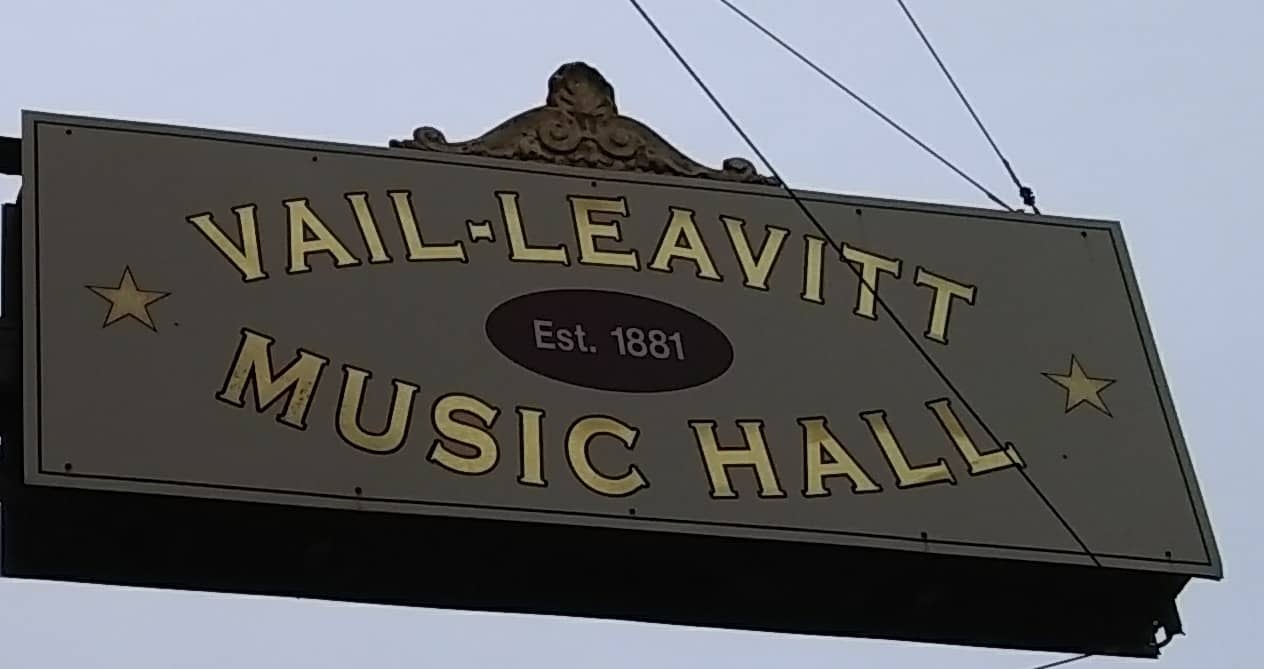 VAIL-LEAVITT
Est. 1881
MUSIC HALL